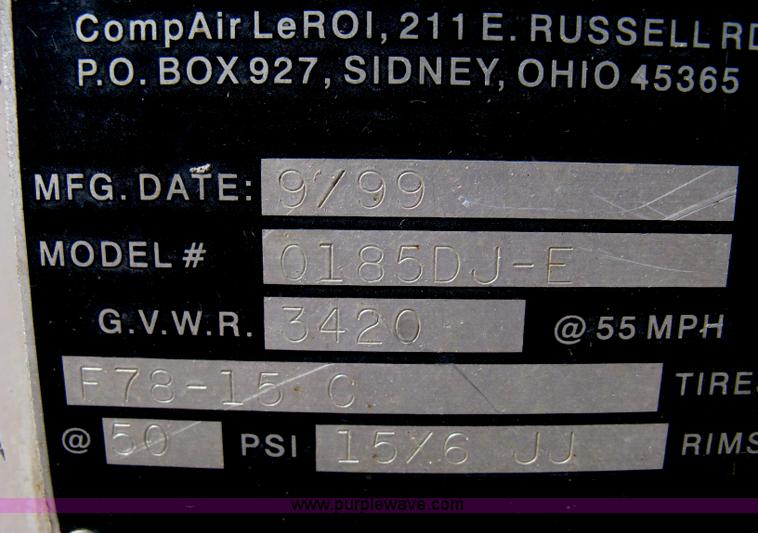 CompAir LeROI, 211 E. RUSSELL RD
P.O. BOX 927, SIDNEY, OHIO 45365
MFG. DATE: 9/99
MODEL # Q185DJ-E
G.V.W.R. 3420 @ 55 MPH
F78-15 C TIRES
@ 50 PSI 15X6 JJ RIMS
www.purplewave.com